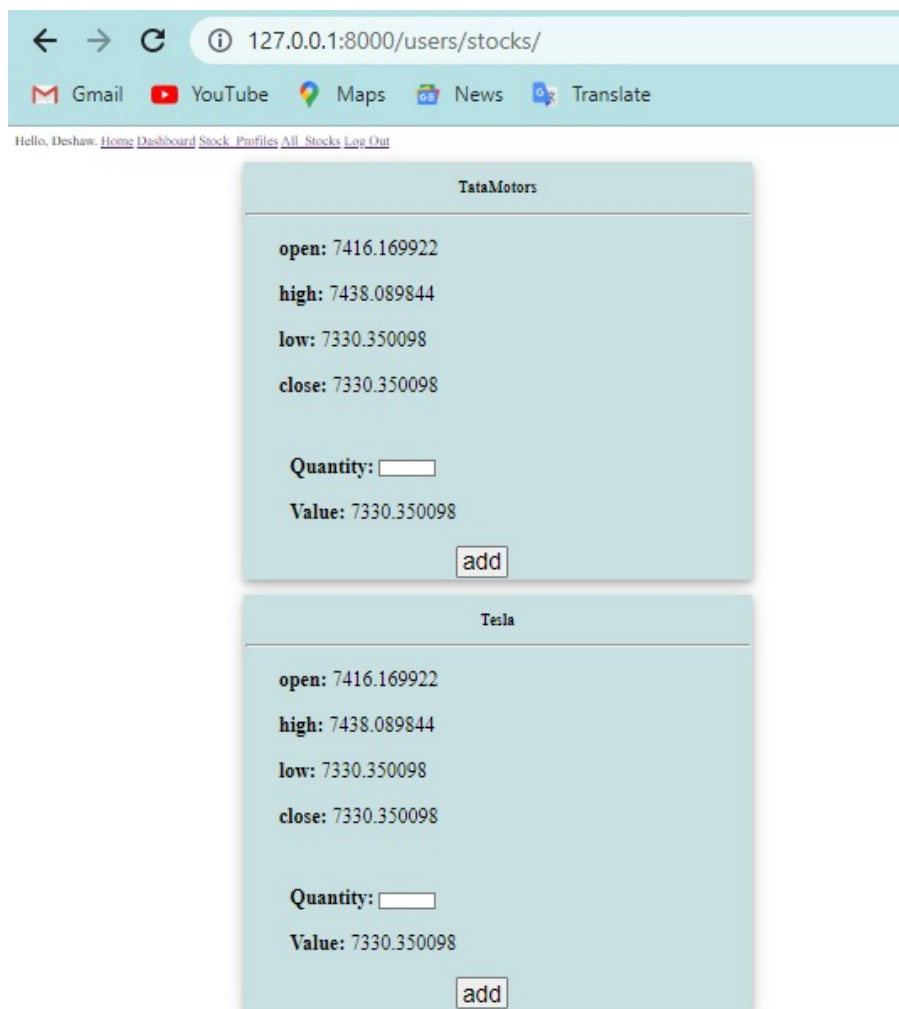 127.0.0.1:8000/users/stocks/
Gmail YouTube Maps News Translate
Hello, Deshaw. Home Dashboard Stock_Profiles All_Stocks Log Out
TataMotors
open: 7416.169922
high: 7438.089844
low: 7330.350098
close: 7330.350098
Quantity:
Value: 7330.350098
add
Tesla
open: 7416.169922
high: 7438.089844
low: 7330.350098
close: 7330.350098
Quantity:
Value: 7330.350098
add